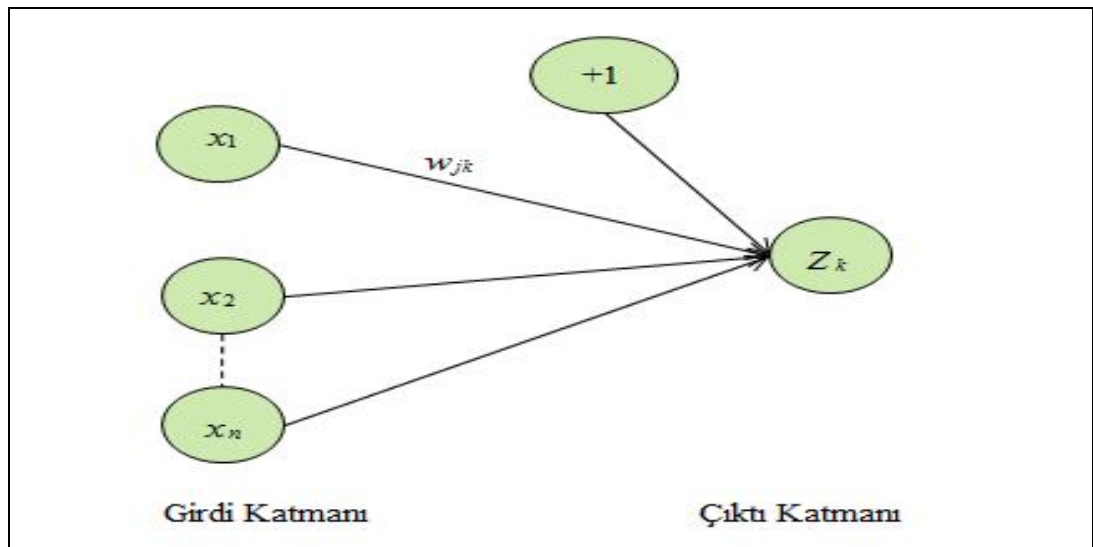 +1
x1
wjk
Zk
x2
xn
Girdi Katmanı
Çıktı Katmanı